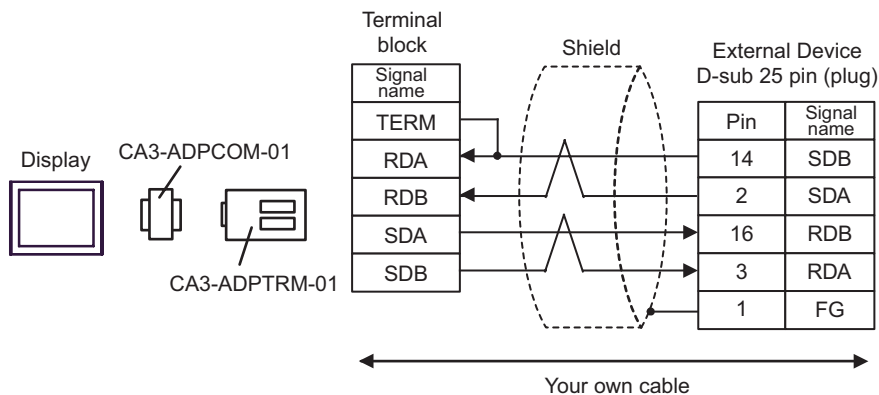 Terminal
block
Shield
External Device
D-sub 25 pin (plug)
Signal
name
TERM
RDA
RDB
SDA
SDB
Pin
Signal
name
14
SDB
2
SDA
16
RDB
3
RDA
1
FG
Display
CA3-ADPCOM-01
CA3-ADPTRM-01
Your own cable